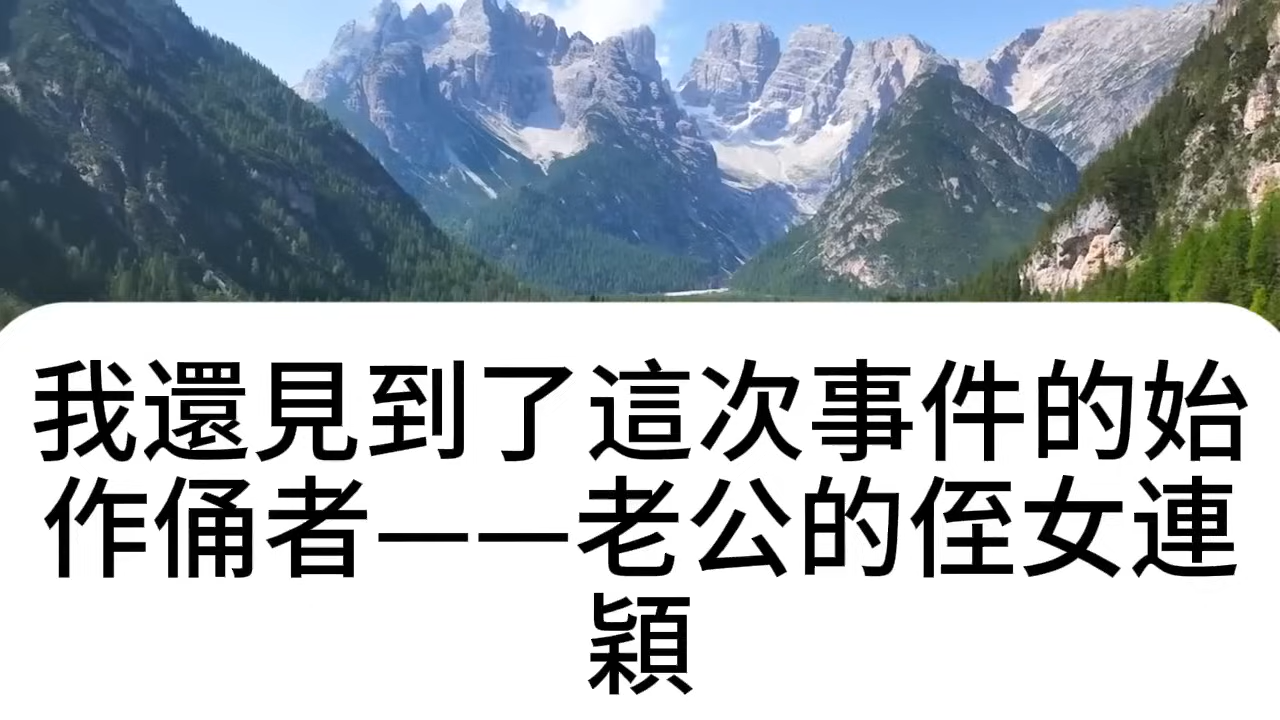 我還見到了這次事件的始
作俑者——老公的侄女連
穎